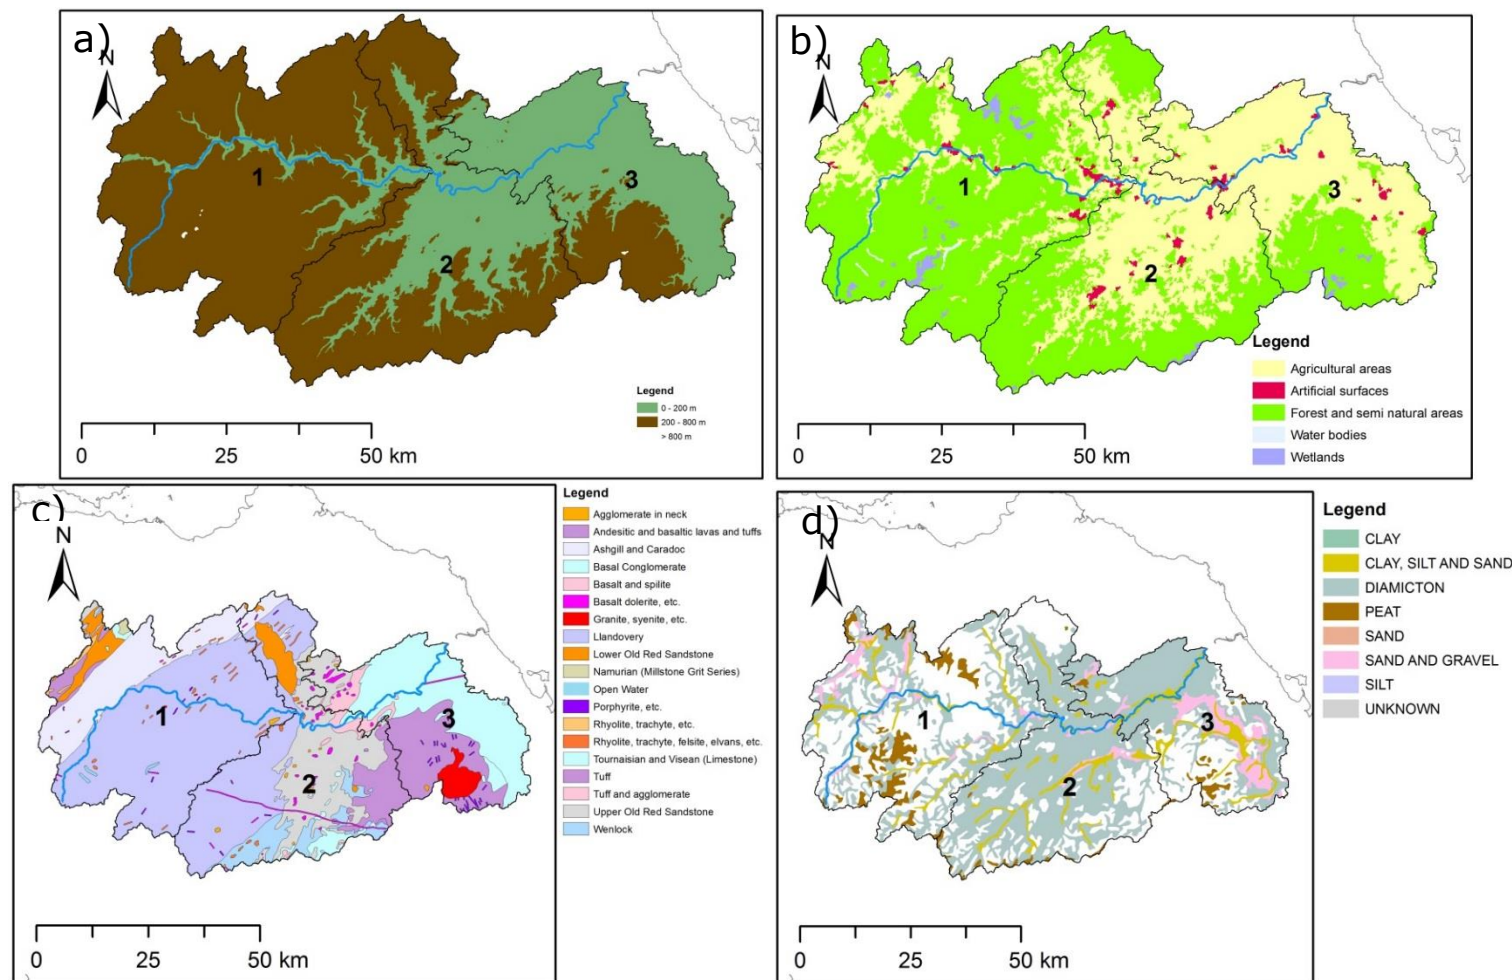 a)
N
1
2
3
Legend
0 - 200 m
200 - 800 m
> 800 m
0 25 50 km
b)
N
1
2
3
Legend
Agricultural areas
Artificial surfaces
Forest and semi natural areas
Water bodies
Wetlands
0 25 50 km
c)
N
1
2
3
Legend
Agglomerate in neck
Andesitic and basaltic lavas and tuffs
Ashgill and Caradoc
Basal Conglomerate
Basalt and spilite
Basalt dolerite, etc.
Granite, syenite, etc.
Llandovery
Lower Old Red Sandstone
Namurian (Millstone Grit Series)
Open Water
Porphyrite, etc.
Rhyolite, trachyte, etc.
Rhyolite, trachyte, felsite, elvans, etc.
Tournaisian and Visean (Limestone)
Tuff
Tuff and agglomerate
Upper Old Red Sandstone
Wenlock
0 25 50 km
d)
N
1
2
3
Legend
CLAY
CLAY, SILT AND SAND
DIAMICTON
PEAT
SAND
SAND AND GRAVEL
SILT
UNKNOWN
0 25 50 km